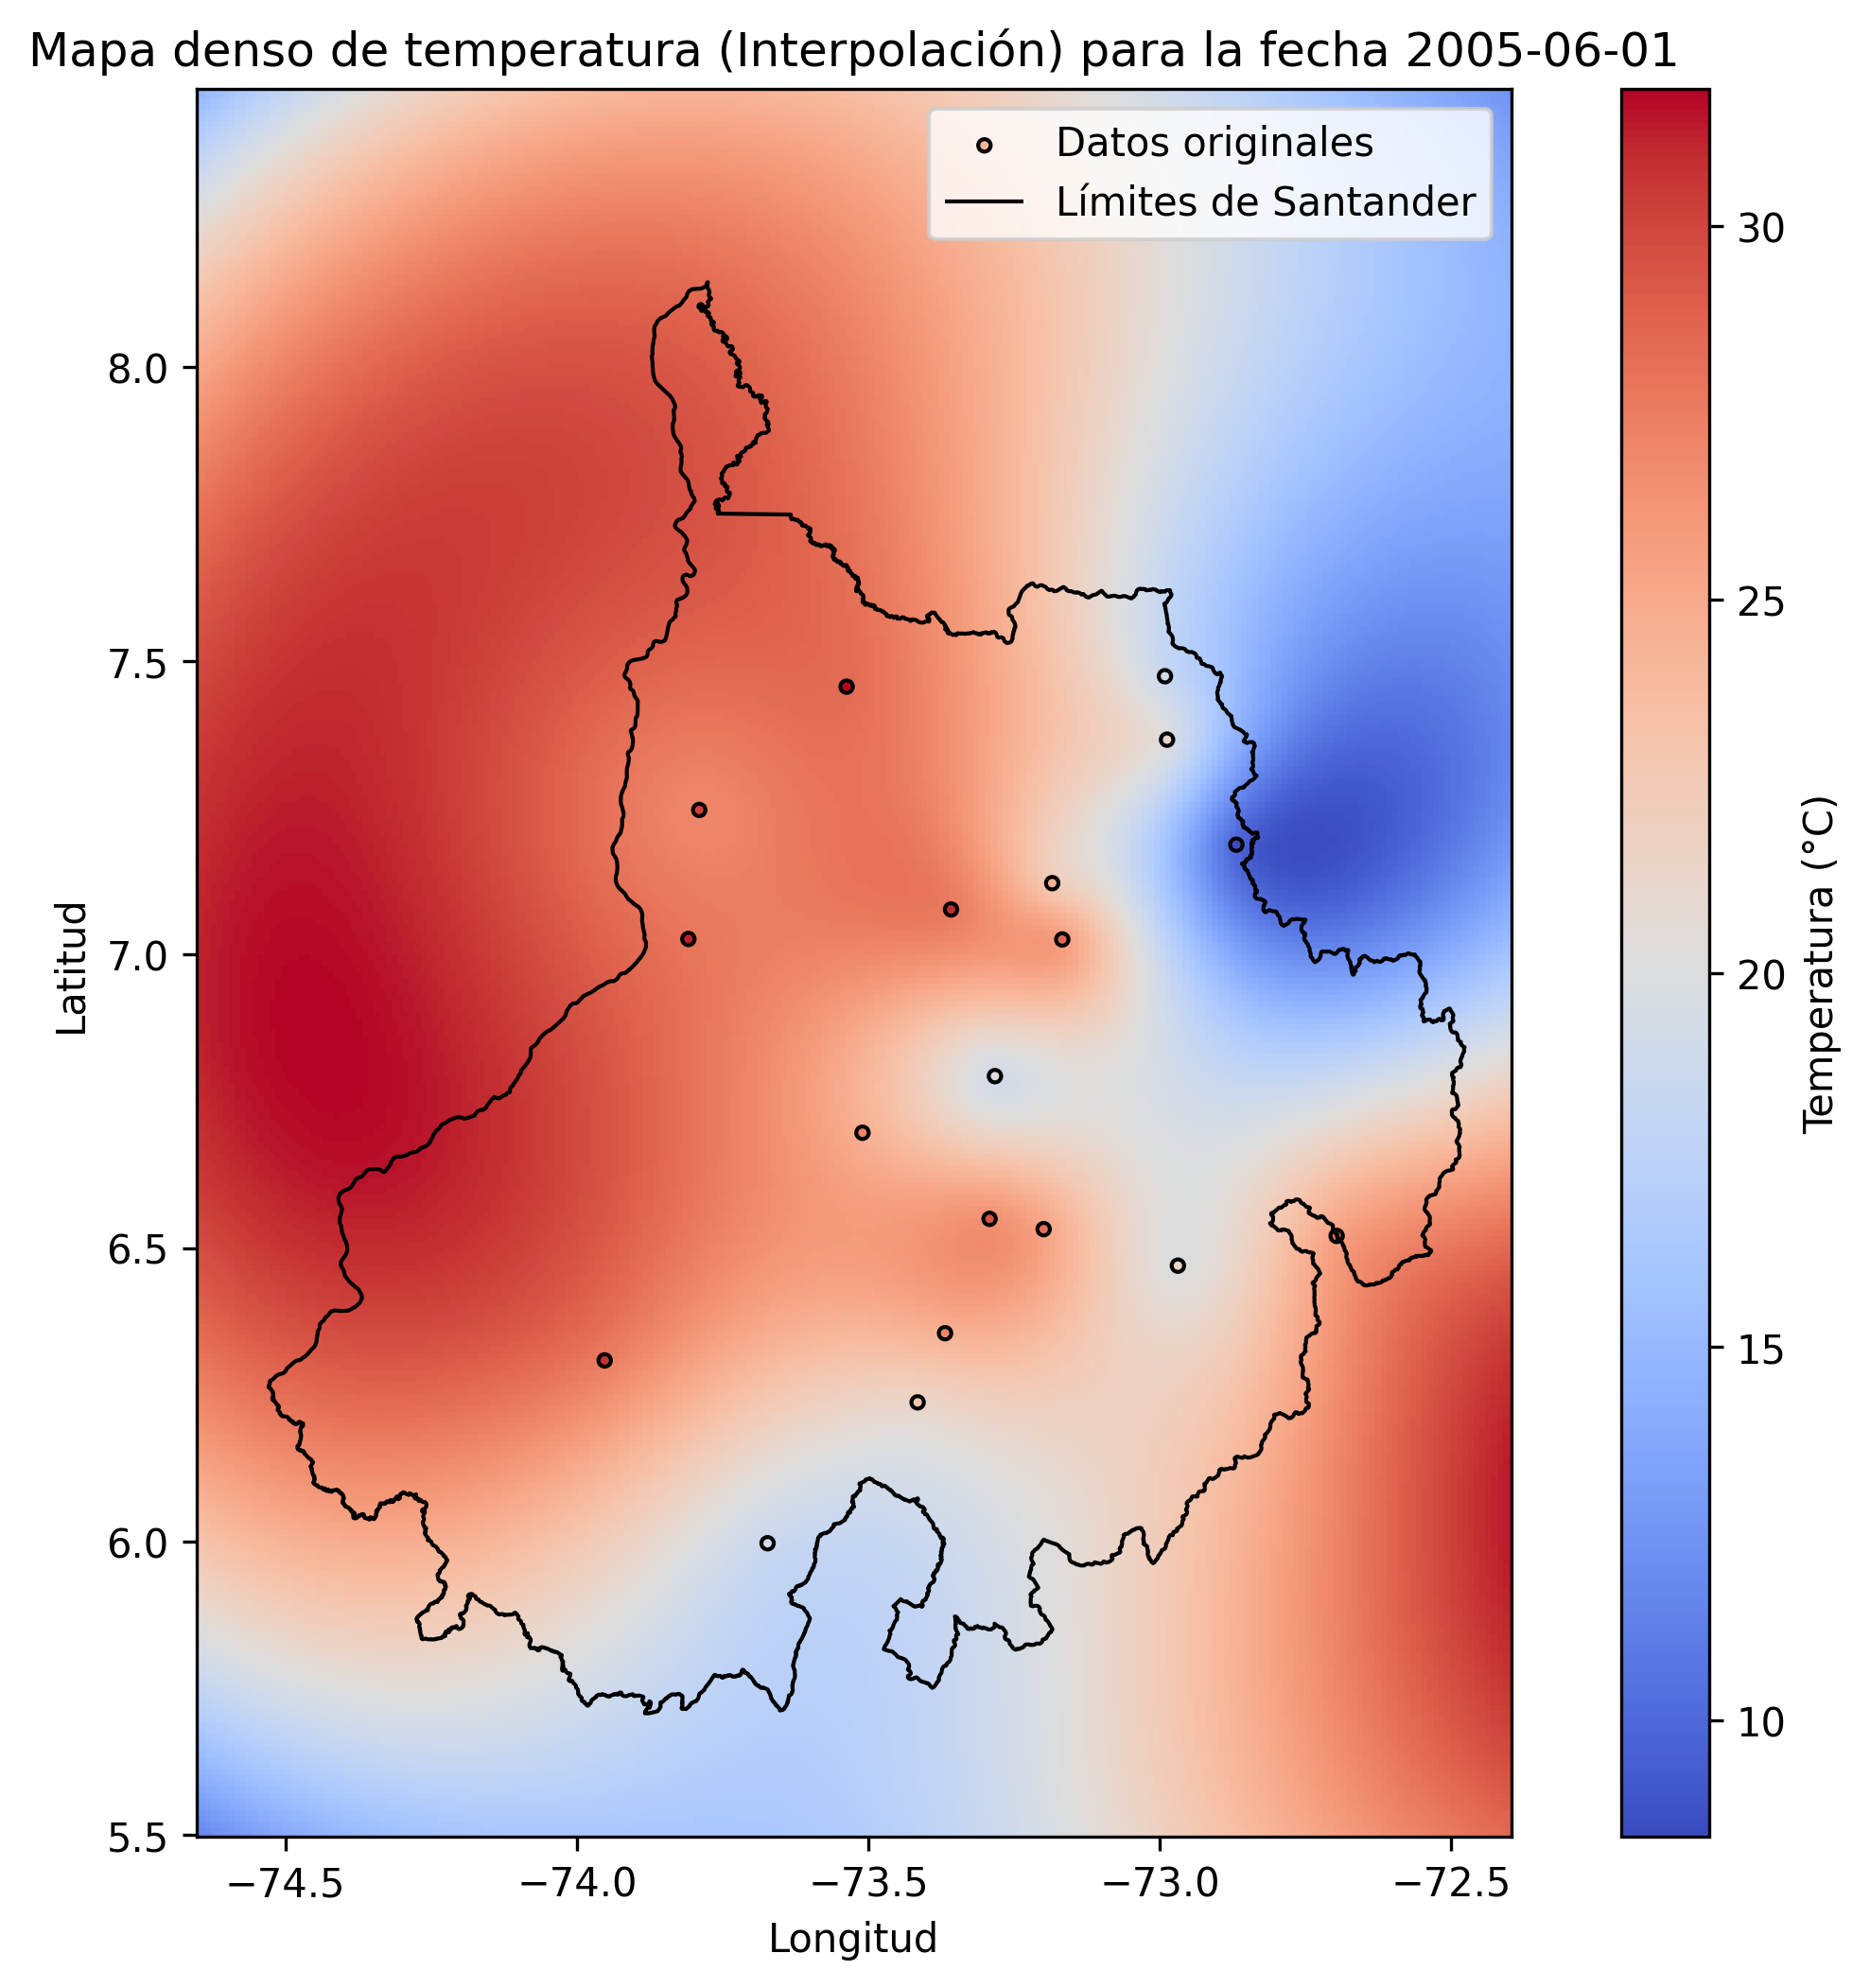 Mapa denso de temperatura (Interpolación) para la fecha 2005-06-01
Datos originales
Límites de Santander
8.0
7.5
7.0
6.5
6.0
5.5
Latitud
−74.5
−74.0
−73.5
−73.0
−72.5
Longitud
30
25
20
15
10
Temperatura (°C)